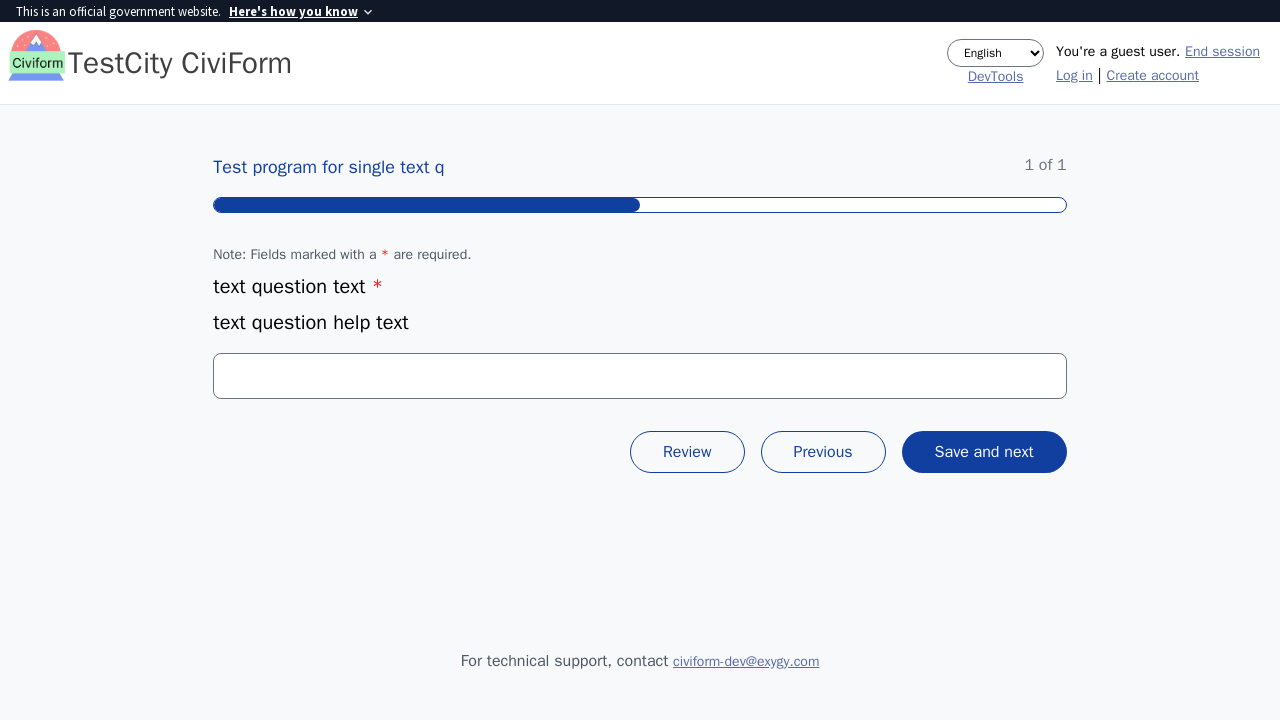 This is an official government website. Here's how you know
Civiform
TestCity CiviForm
English
DevTools
You're a guest user. End session
Log in | Create account
Test program for single text q
1 of 1
Note: Fields marked with a * are required.
text question text *
text question help text
Review
Previous
Save and next
For technical support, contact civiform-dev@exygy.com